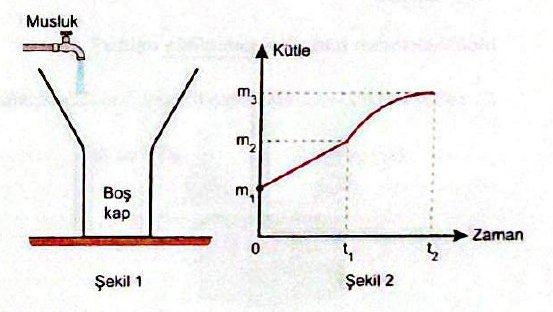 Musluk
Boş
kap
Şekil 1
Kütle
m3
m2
m1
0
t1
t2
Zaman
Şekil 2